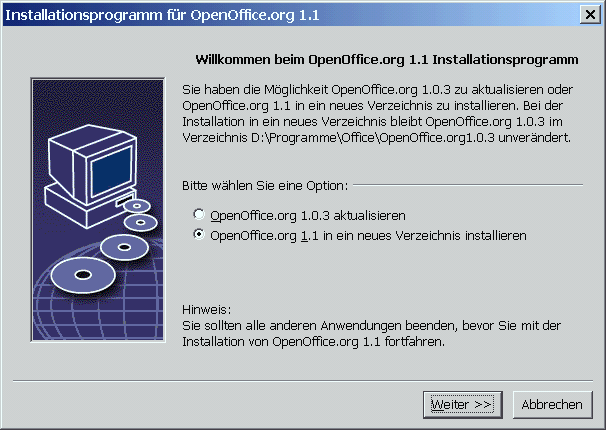 Installationsprogramm für OpenOffice.org 1.1
Willkommen beim OpenOffice.org 1.1 Installationsprogramm
Sie haben die Möglichkeit OpenOffice.org 1.0.3 zu aktualisieren oder
OpenOffice.org 1.1 in ein neues Verzeichnis zu installieren. Bei der
Installation in ein neues Verzeichnis bleibt OpenOffice.org 1.0.3 im
Verzeichnis D:\Programme\Office\OpenOffice.org1.0.3 unverändert.
Bitte wählen Sie eine Option:
OpenOffice.org 1.0.3 aktualisieren
OpenOffice.org 1.1 in ein neues Verzeichnis installieren
Hinweis:
Sie sollten alle anderen Anwendungen beenden, bevor Sie mit der
Installation von OpenOffice.org 1.1 fortfahren.
Weiter >> Abbrechen